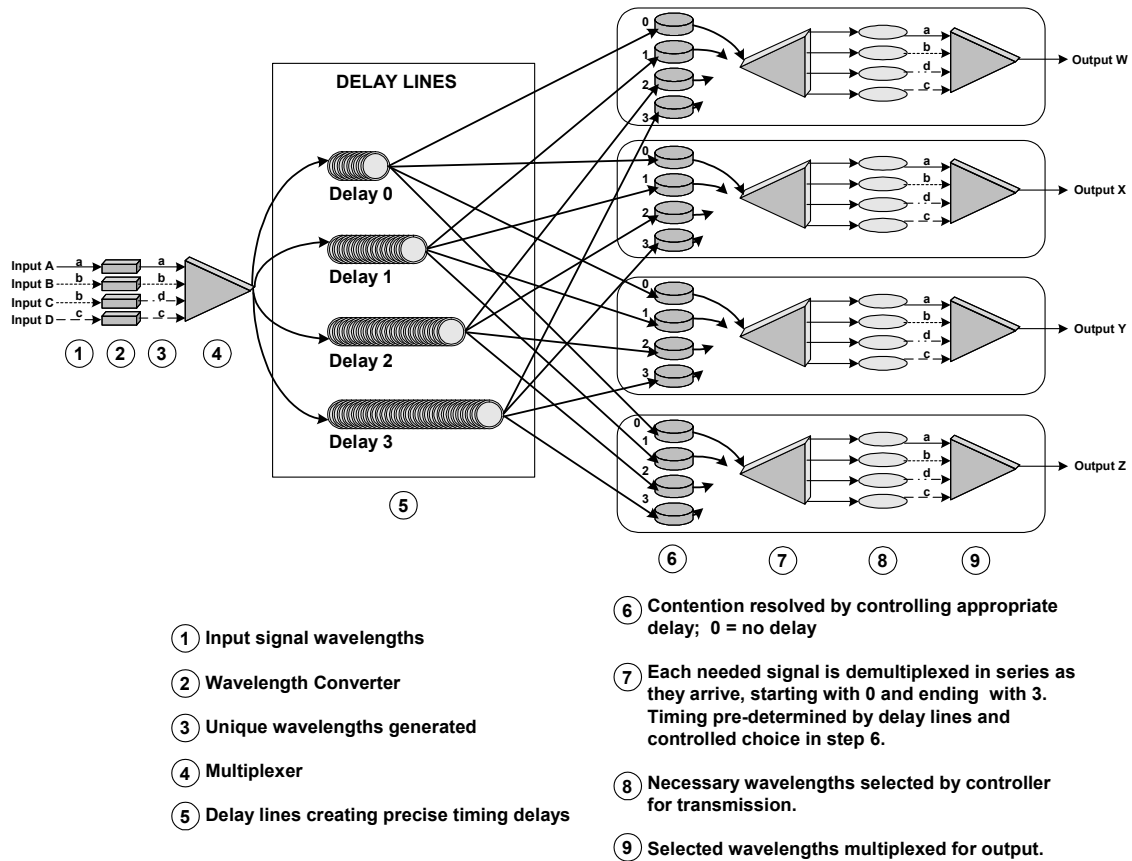 DELAY LINES
Delay 0
Delay 1
Delay 2
Delay 3
Input A
Input B
Input C
Input D
a
b
b
c
a
b
d
c
1
2
3
4
5
0
1
2
3
a
b
d
c
Output W
0
1
2
3
a
b
d
c
Output X
0
1
2
3
a
b
d
c
Output Y
0
1
2
3
a
b
d
c
Output Z
6
7
8
9
1 Input signal wavelengths
2 Wavelength Converter
3 Unique wavelengths generated
4 Multiplexer
5 Delay lines creating precise timing delays
6 Contention resolved by controlling appropriate
delay; 0 = no delay
7 Each needed signal is demultiplexed in series as
they arrive, starting with 0 and ending with 3.
Timing pre-determined by delay lines and
controlled choice in step 6.
8 Necessary wavelengths selected by controller
for transmission.
9 Selected wavelengths multiplexed for output.